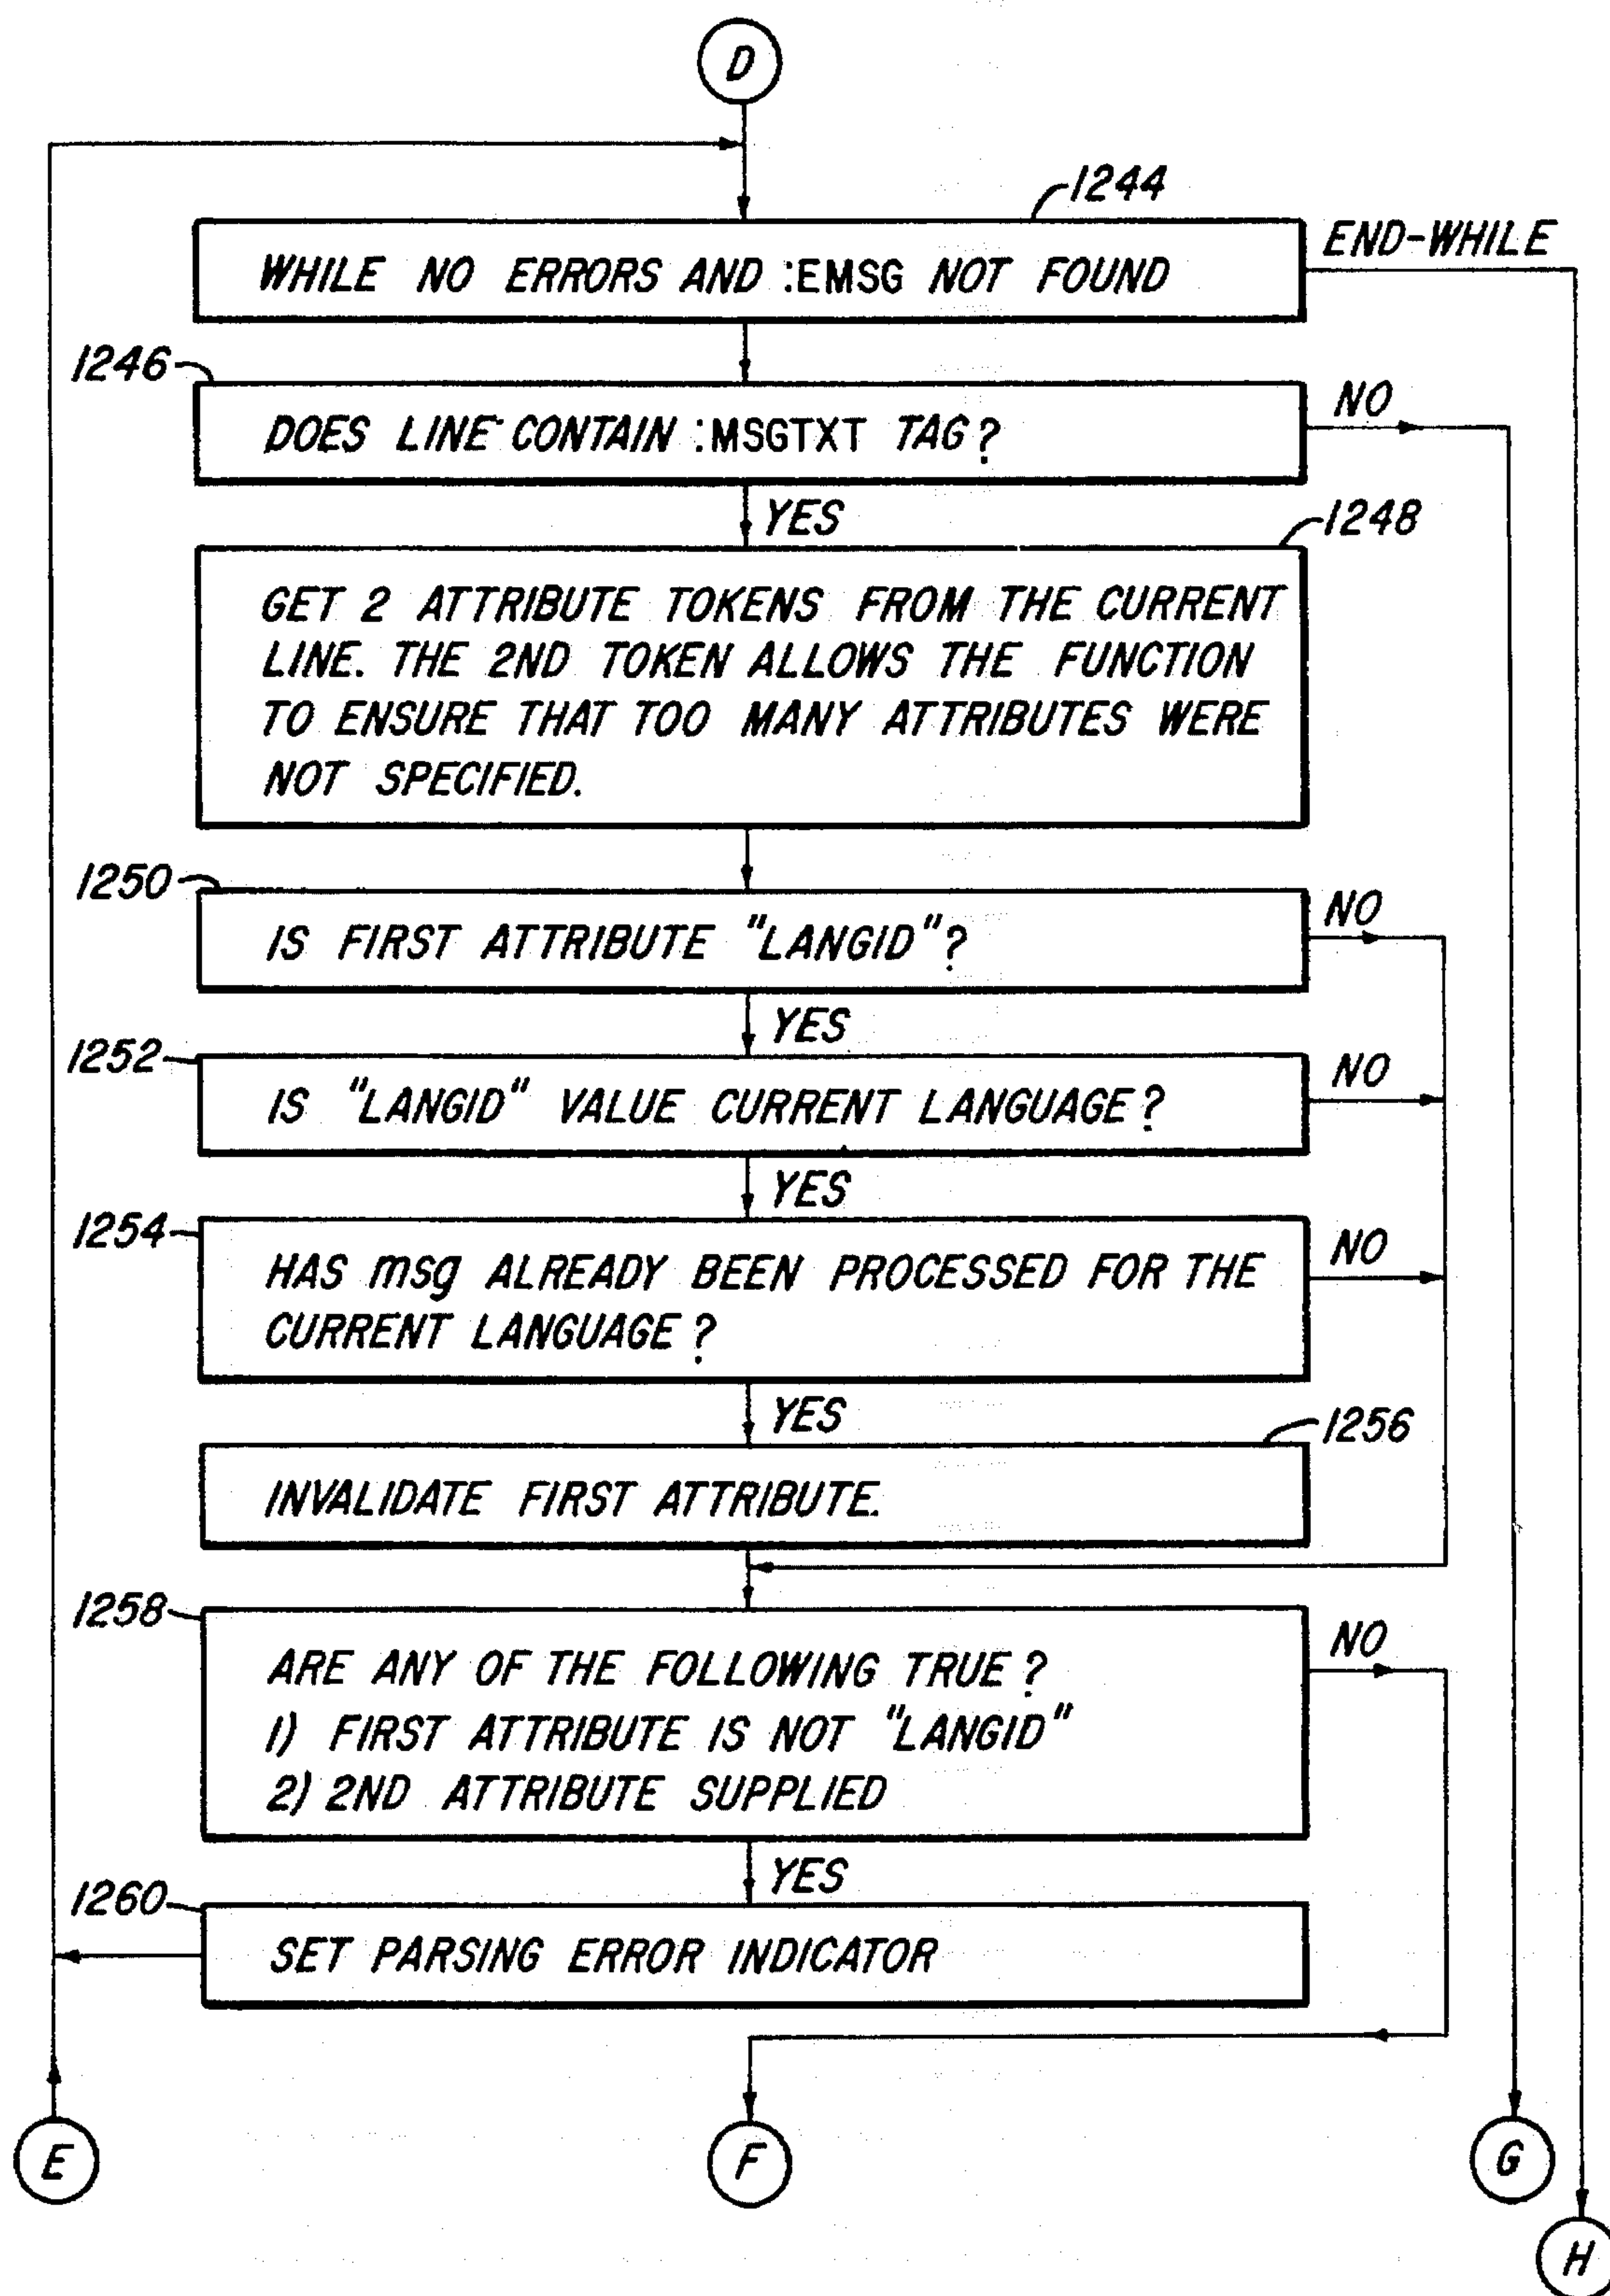 D
1244
END-WHILE
WHILE NO ERRORS AND :EMSG NOT FOUND
1246
NO
DOES LINE CONTAIN :MSGTXT TAG?
YES
1248
GET 2 ATTRIBUTE TOKENS FROM THE CURRENT
LINE. THE 2ND TOKEN ALLOWS THE FUNCTION
TO ENSURE THAT TOO MANY ATTRIBUTES WERE
NOT SPECIFIED.
1250
NO
IS FIRST ATTRIBUTE "LANGID"?
YES
1252
NO
IS "LANGID" VALUE CURRENT LANGUAGE?
YES
1254
NO
HAS msg ALREADY BEEN PROCESSED FOR THE
CURRENT LANGUAGE?
YES
1256
INVALIDATE FIRST ATTRIBUTE.
1258
NO
ARE ANY OF THE FOLLOWING TRUE?
1) FIRST ATTRIBUTE IS NOT "LANGID"
2) 2ND ATTRIBUTE SUPPLIED
YES
1260
SET PARSING ERROR INDICATOR
E
F
G
H